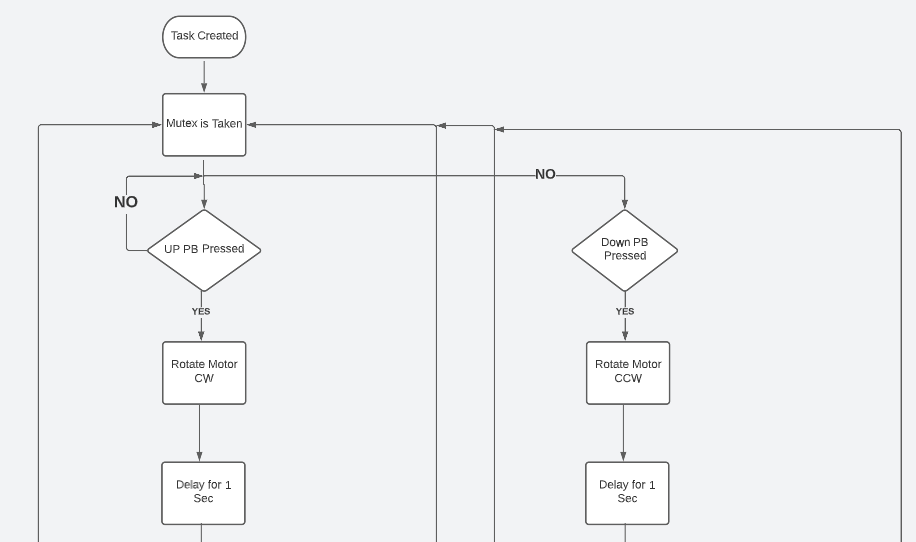 Task Created
Mutex is Taken
NO
NO
UP PB Pressed
Down PB
Pressed
YES
YES
Rotate Motor
CW
Rotate Motor
CCW
Delay for 1
Sec
Delay for 1
Sec